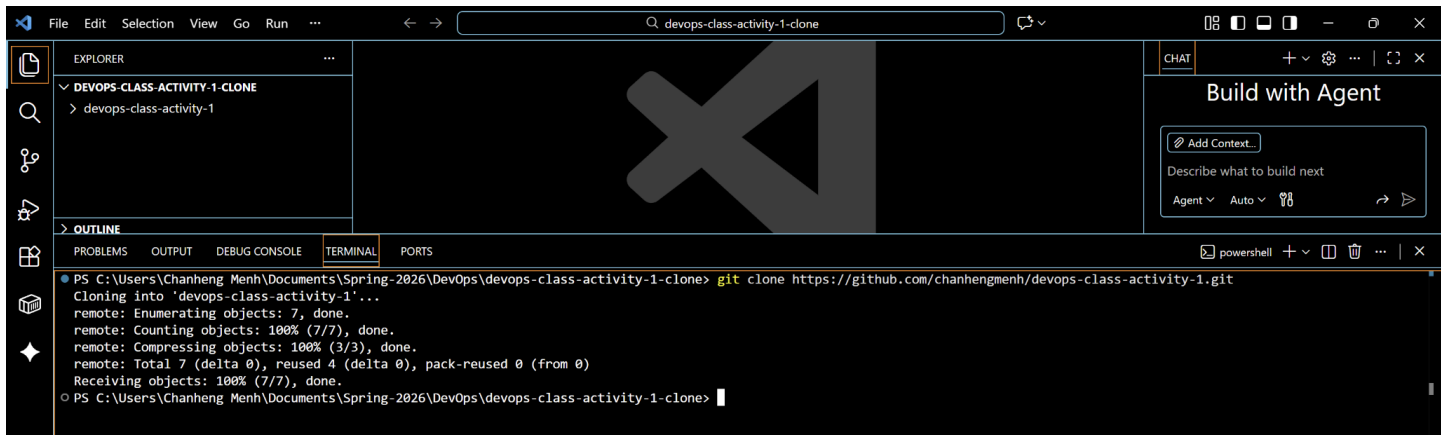 File Edit Selection View Go Run ··· devops-class-activity-1-clone
EXPLORER ···
DEVOPS-CLASS-ACTIVITY-1-CLONE
devops-class-activity-1
OUTLINE
CHAT
Build with Agent
Add Context...
Describe what to build next
Agent Auto
PROBLEMS OUTPUT DEBUG CONSOLE TERMINAL PORTS powershell
PS C:\Users\Chanheng Menh\Documents\Spring-2026\DevOps\devops-class-activity-1-clone> git clone https://github.com/chanhengmenh/devops-class-activity-1.git
Cloning into 'devops-class-activity-1'...
remote: Enumerating objects: 7, done.
remote: Counting objects: 100% (7/7), done.
remote: Compressing objects: 100% (3/3), done.
remote: Total 7 (delta 0), reused 4 (delta 0), pack-reused 0 (from 0)
Receiving objects: 100% (7/7), done.
PS C:\Users\Chanheng Menh\Documents\Spring-2026\DevOps\devops-class-activity-1-clone>